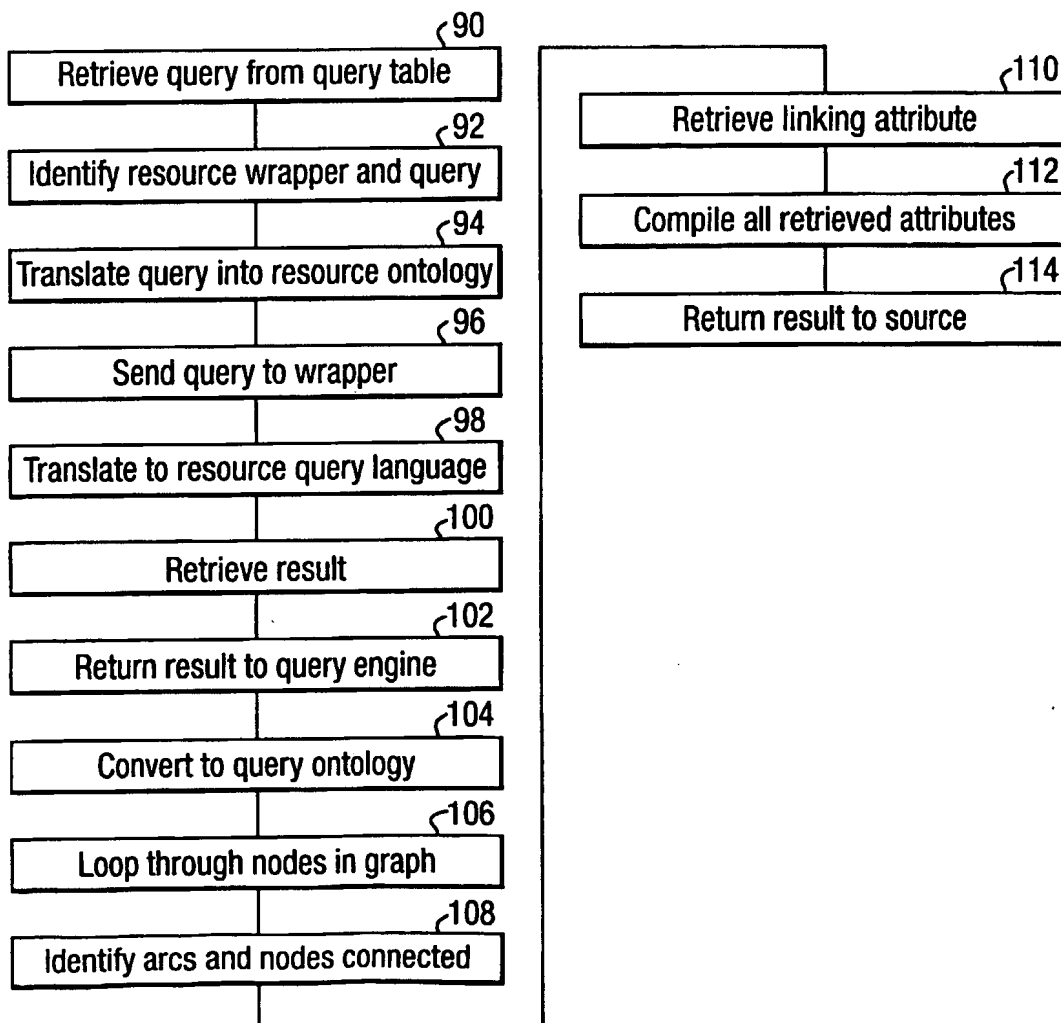 90
Retrieve query from query table
92
Identify resource wrapper and query
94
Translate query into resource ontology
96
Send query to wrapper
98
Translate to resource query language
100
Retrieve result
102
Return result to query engine
104
Convert to query ontology
106
Loop through nodes in graph
108
Identify arcs and nodes connected
110
Retrieve linking attribute
112
Compile all retrieved attributes
114
Return result to source